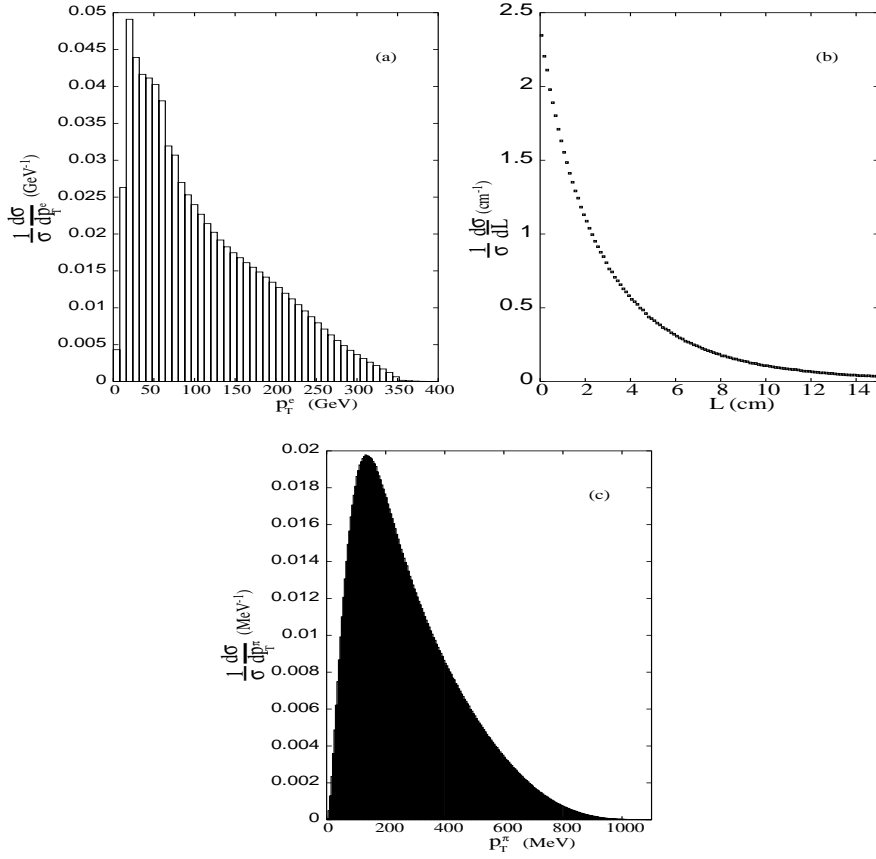 0.05
0.045
0.04
0.035
0.03
0.025
0.02
0.015
0.01
0.005
0
0 50 100 150 200 250 300 350 400
(a)
1 dσ
σ dp_T^e (GeV⁻¹)
p_T^e (GeV)
2.5
2
1.5
1
0.5
0
0 2 4 6 8 10 12 14
(b)
1 dσ
σ dL (cm⁻¹)
L (cm)
0.02
0.018
0.016
0.014
0.012
0.01
0.008
0.006
0.004
0.002
0
0 200 400 600 800 1000
(c)
1 dσ
σ dp_T^π (MeV⁻¹)
p_T^π (MeV)